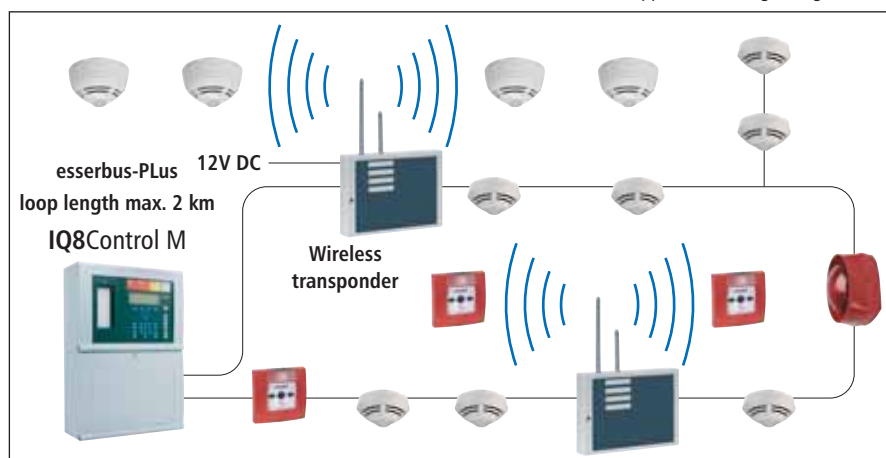 esserbus-PLus
12V DC
loop length max. 2 km
IQ8Control M
Wireless
transponder